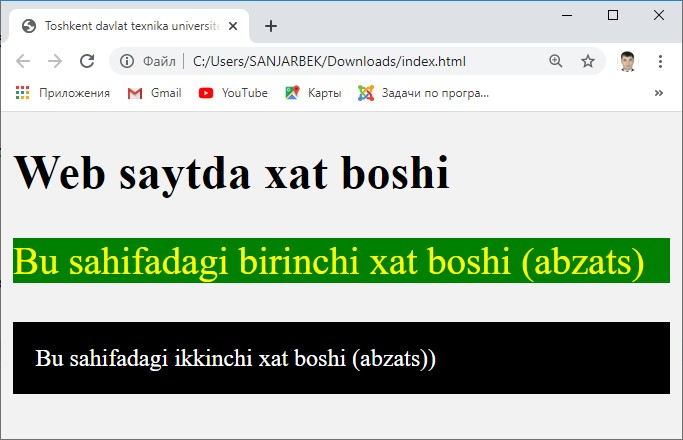 Toshkent davlat texnika universite
Файл C:/Users/SANJARBEK/Downloads/index.html
Приложения Gmail YouTube Карты Задачи по програ...
Web saytda xat boshi
Bu sahifadagi birinchi xat boshi (abzats)
Bu sahifadagi ikkinchi xat boshi (abzats))